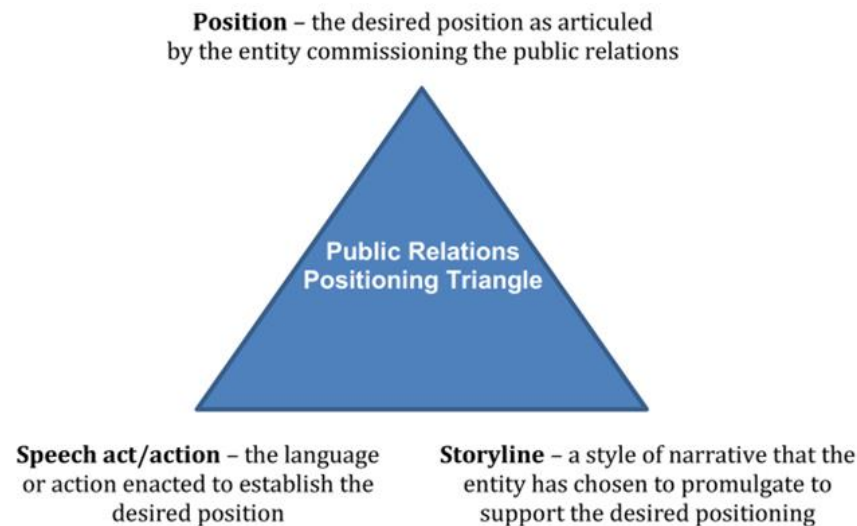 Position – the desired position as articuled
by the entity commissioning the public relations
Public Relations
Positioning Triangle
Speech act/action – the language
or action enacted to establish the
desired position
Storyline – a style of narrative that the
entity has chosen to promulgate to
support the desired positioning